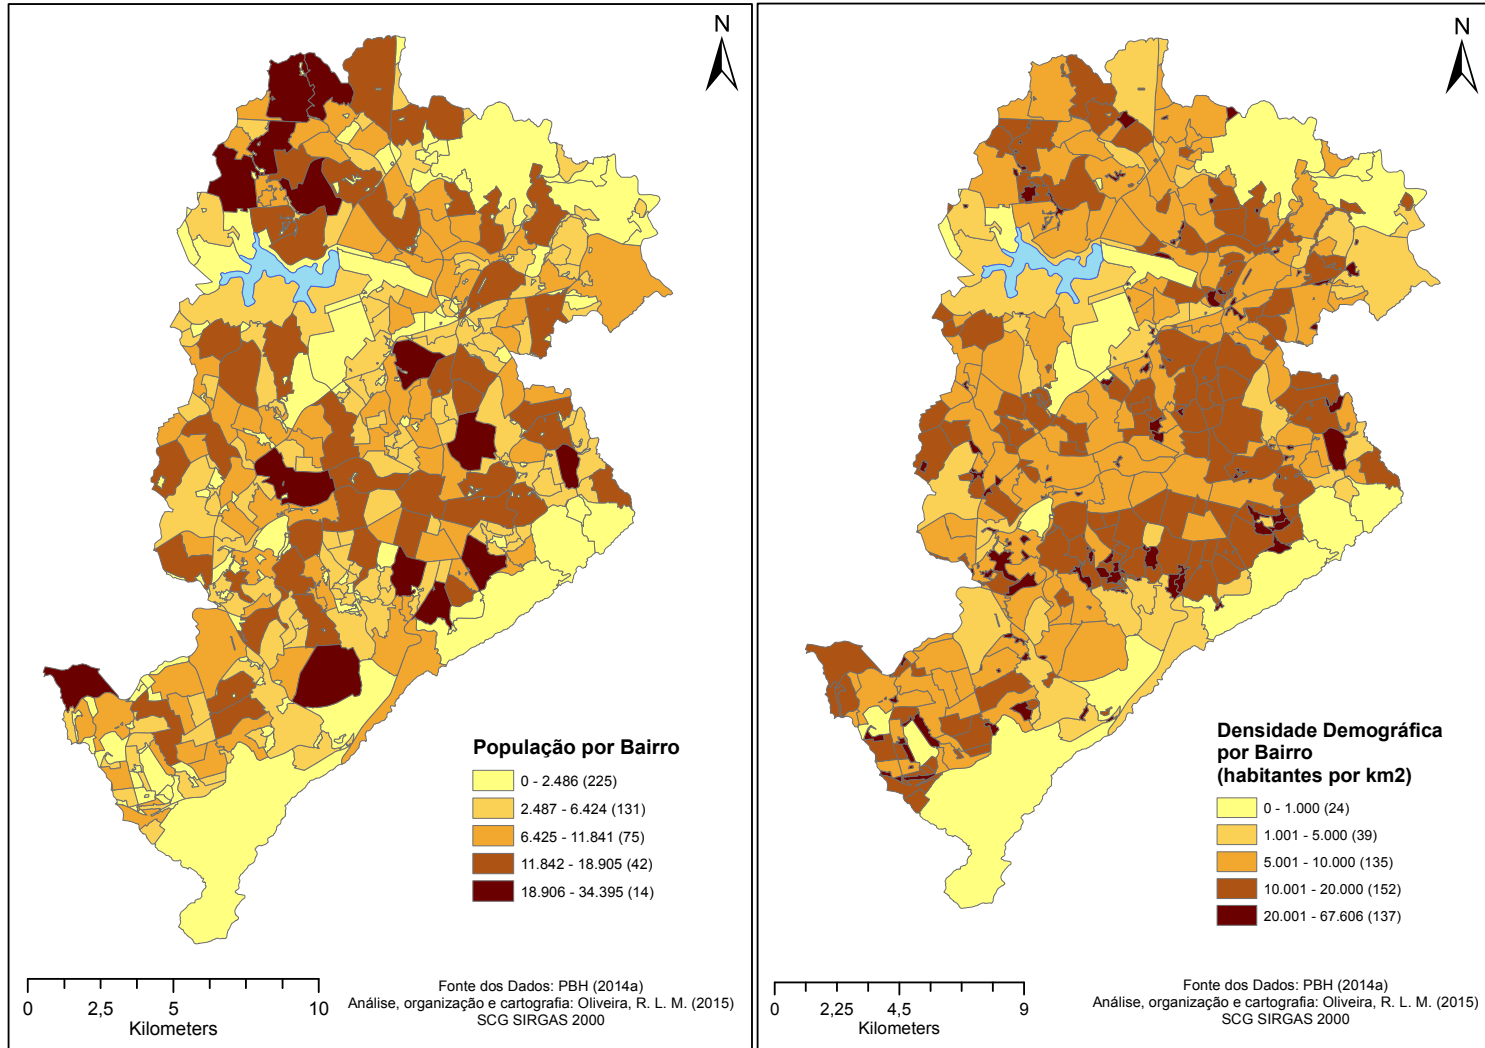 N
População por Bairro
0 - 2.486 (225)
2.487 - 6.424 (131)
6.425 - 11.841 (75)
11.842 - 18.905 (42)
18.906 - 34.395 (14)
0 2,5 5 10
Kilometers
Fonte dos Dados: PBH (2014a)
Análise, organização e cartografia: Oliveira, R. L. M. (2015)
SCG SIRGAS 2000
N
Densidade Demográfica
por Bairro
(habitantes por km2)
0 - 1.000 (24)
1.001 - 5.000 (39)
5.001 - 10.000 (135)
10.001 - 20.000 (152)
20.001 - 67.606 (137)
0 2,25 4,5 9
Kilometers
Fonte dos Dados: PBH (2014a)
Análise, organização e cartografia: Oliveira, R. L. M. (2015)
SCG SIRGAS 2000